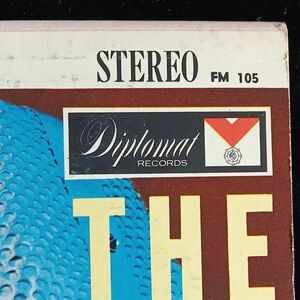 STEREO FM 105
Diplomat
RECORDS
THE